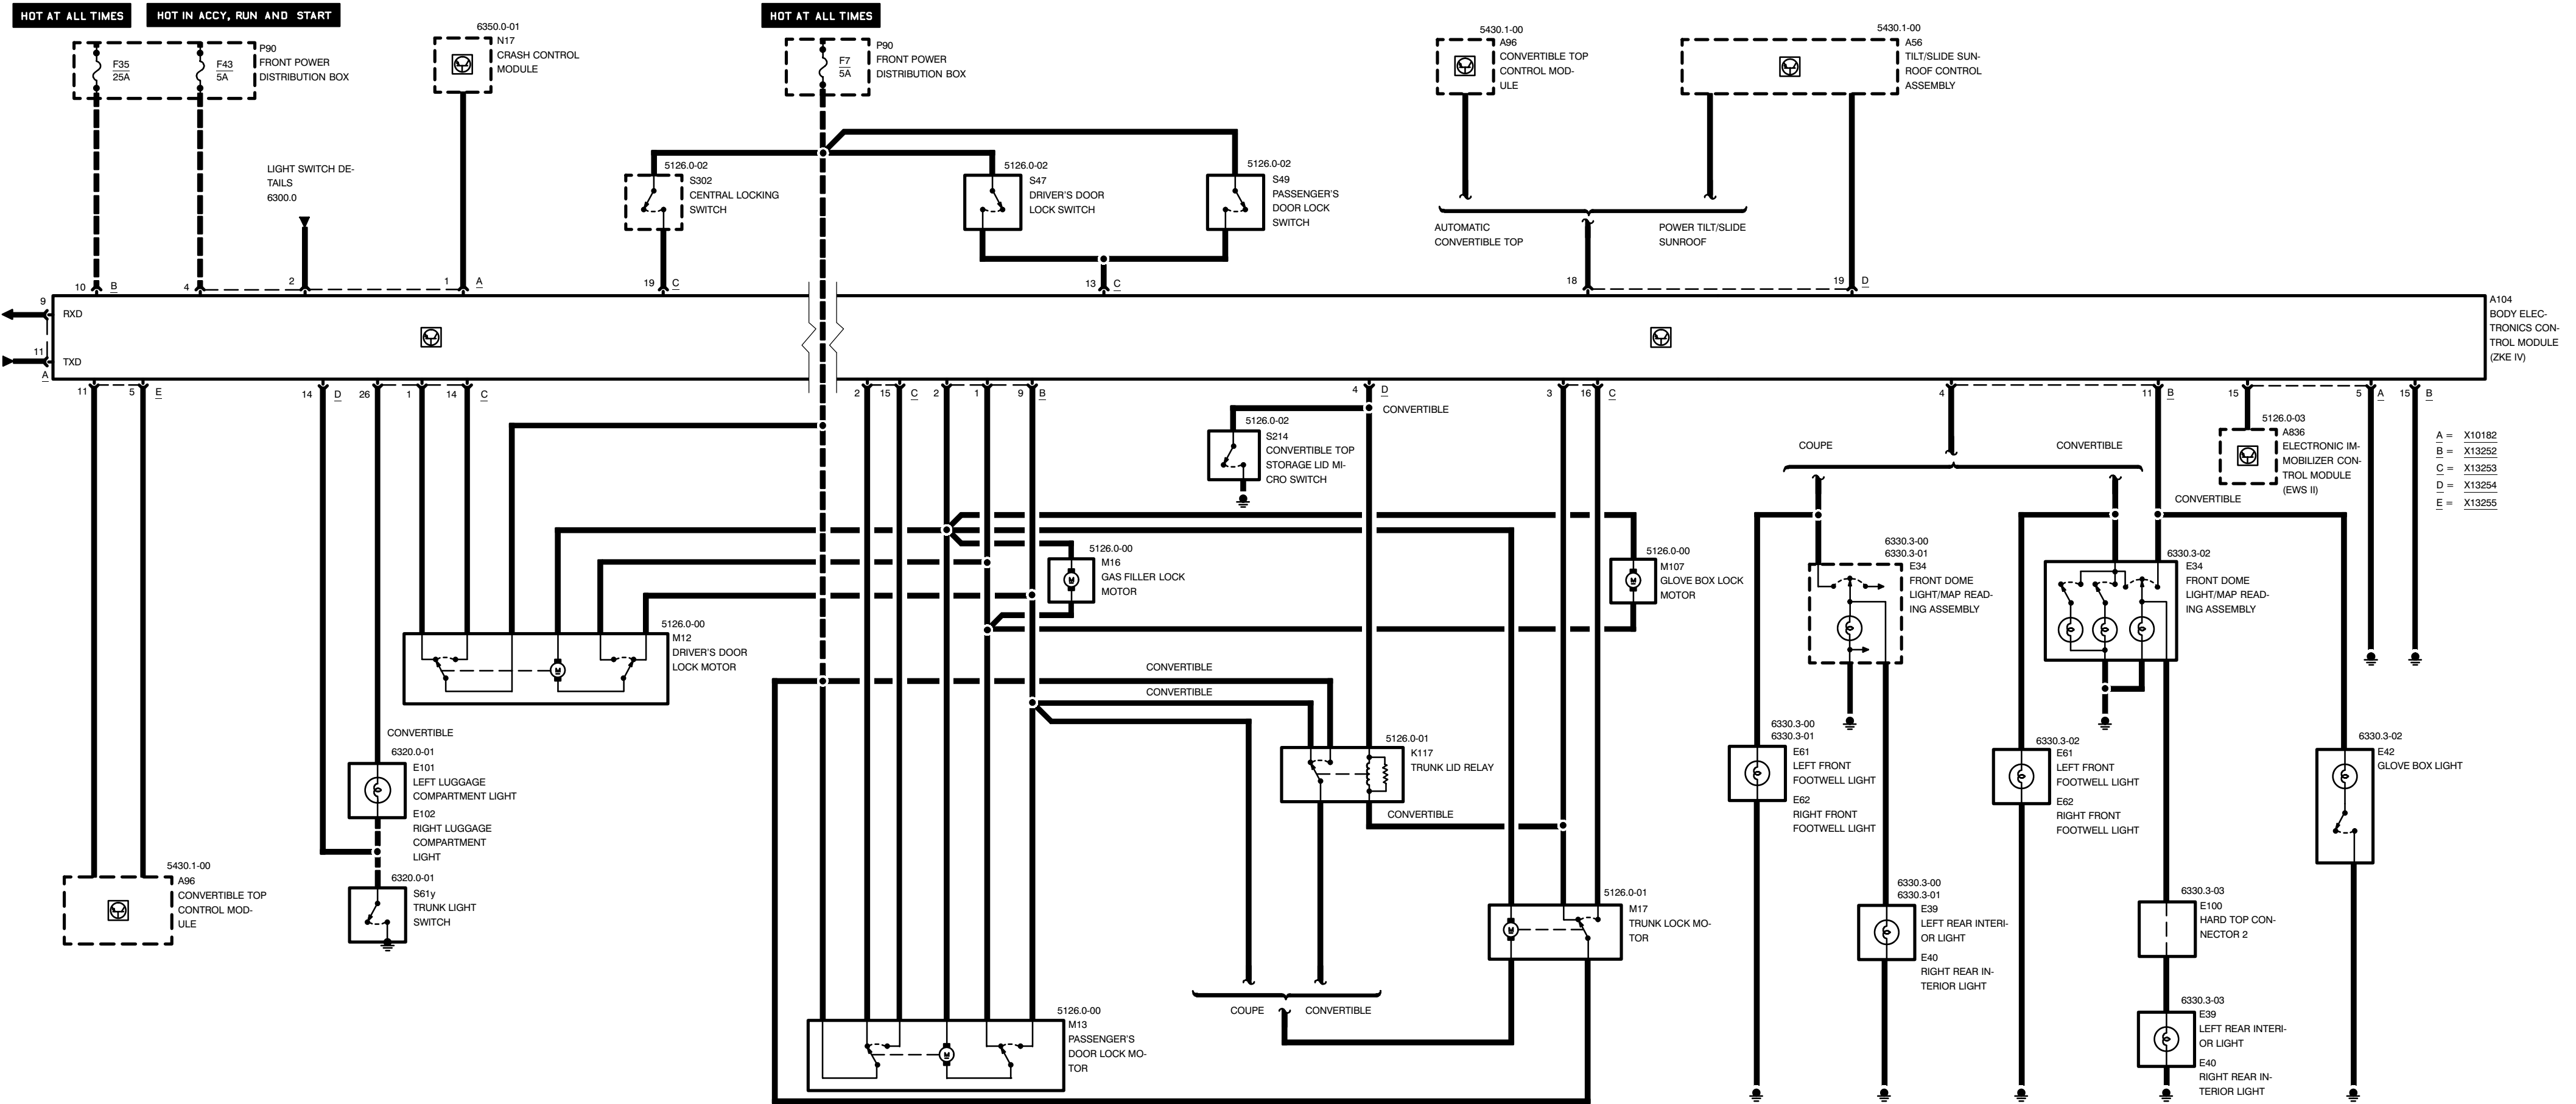 HOT AT ALL TIMES
HOT IN ACCY, RUN AND START
HOT AT ALL TIMES
F35
25A
F43
5A
P90
FRONT POWER
DISTRIBUTION BOX
6350.0-01
N17
CRASH CONTROL
MODULE
F7
5A
P90
FRONT POWER
DISTRIBUTION BOX
5430.1-00
A96
CONVERTIBLE TOP
CONTROL MOD-
ULE
5430.1-00
A56
TILT/SLIDE SUN-
ROOF CONTROL
ASSEMBLY
LIGHT SWITCH DE-
TAILS
6300.0
5126.0-02
S302
CENTRAL LOCKING
SWITCH
5126.0-02
S47
DRIVER'S DOOR
LOCK SWITCH
5126.0-02
S49
PASSENGER'S
DOOR LOCK
SWITCH
AUTOMATIC
CONVERTIBLE TOP
POWER TILT/SLIDE
SUNROOF
10 B 4 2 1 A 19 C 13 C 18 19 D
9
RXD
11
TXD
A
A104
BODY ELEC-
TRONICS CON-
TROL MODULE
(ZKE IV)
11 5 E 14 D 26 1 14 C 2 15 C 2 1 9 B 4 D 3 16 C 4 11 B 15 5 A 15 B
CONVERTIBLE
5126.0-02
S214
CONVERTIBLE TOP
STORAGE LID MI-
CRO SWITCH
COUPE
CONVERTIBLE
5126.0-03
A836
ELECTRONIC IM-
MOBILIZER CON-
TROL MODULE
(EWS II)
A = X10182
B = X13252
C = X13253
D = X13254
E = X13255
CONVERTIBLE
5126.0-00
M16
GAS FILLER LOCK
MOTOR
M
5126.0-00
M107
GLOVE BOX LOCK
MOTOR
M
6330.3-00
6330.3-01
E34
FRONT DOME
LIGHT/MAP READ-
ING ASSEMBLY
6330.3-02
E34
FRONT DOME
LIGHT/MAP READ-
ING ASSEMBLY
5126.0-00
M12
DRIVER'S DOOR
LOCK MOTOR
M
CONVERTIBLE
CONVERTIBLE
5126.0-01
K117
TRUNK LID RELAY
CONVERTIBLE
CONVERTIBLE
6320.0-01
E101
LEFT LUGGAGE
COMPARTMENT LIGHT
E102
RIGHT LUGGAGE
COMPARTMENT
LIGHT
6320.0-01
S61y
TRUNK LIGHT
SWITCH
5430.1-00
A96
CONVERTIBLE TOP
CONTROL MOD-
ULE
6330.3-00
6330.3-01
E61
LEFT FRONT
FOOTWELL LIGHT
E62
RIGHT FRONT
FOOTWELL LIGHT
6330.3-02
E61
LEFT FRONT
FOOTWELL LIGHT
E62
RIGHT FRONT
FOOTWELL LIGHT
6330.3-02
E42
GLOVE BOX LIGHT
5126.0-01
M17
TRUNK LOCK MO-
TOR
M
6330.3-00
6330.3-01
E39
LEFT REAR INTERI-
OR LIGHT
E40
RIGHT REAR IN-
TERIOR LIGHT
6330.3-03
E100
HARD TOP CON-
NECTOR 2
6330.3-03
E39
LEFT REAR INTERI-
OR LIGHT
E40
RIGHT REAR IN-
TERIOR LIGHT
COUPE
CONVERTIBLE
5126.0-00
M13
PASSENGER'S
DOOR LOCK MO-
TOR
M